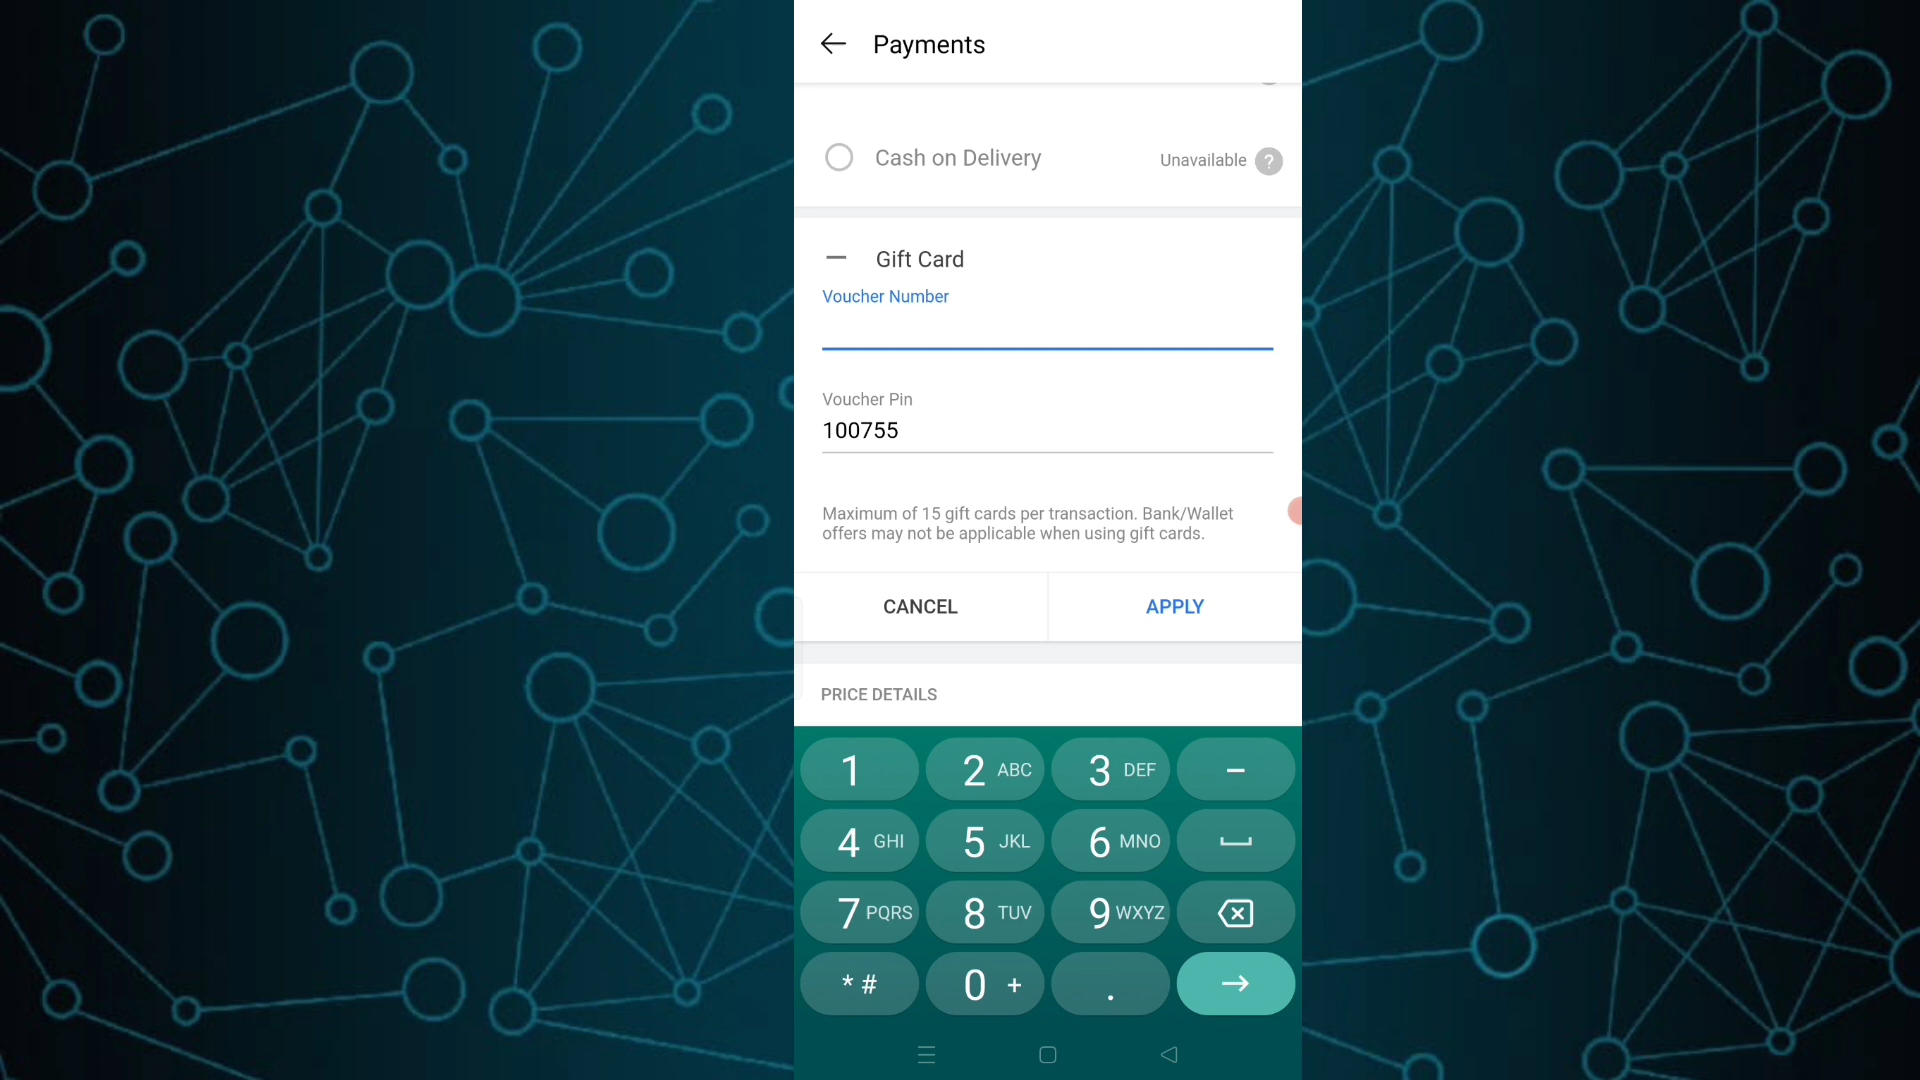 Payments
Cash on Delivery
Unavailable ?
Gift Card
Voucher Number
Voucher Pin
100755
Maximum of 15 gift cards per transaction. Bank/Wallet
offers may not be applicable when using gift cards.
CANCEL
APPLY
PRICE DETAILS
1 2 ABC 3 DEF –
4 GHI 5 JKL 6 MNO
7 PQRS 8 TUV 9 WXYZ
* # 0 + .